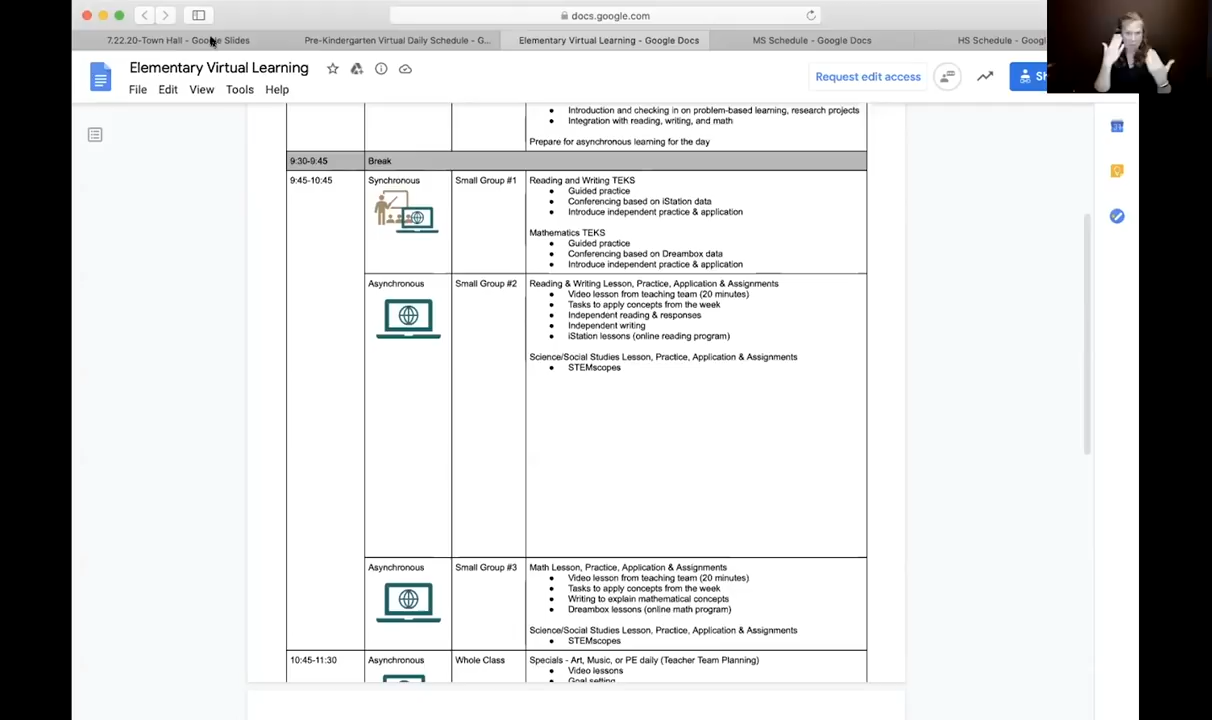 docs.google.com
7.22.20-Town Hall - Google Slides
Pre-Kindergarten Virtual Daily Schedule - G...
Elementary Virtual Learning - Google Docs
MS Schedule - Google Docs
HS Schedule - Goog
Elementary Virtual Learning
Request edit access
Sh
File Edit View Tools Help
Introduction and checking in on problem-based learning, research projects
Integration with reading, writing, and math
Prepare for asynchronous learning for the day
9:30-9:45 Break
9:45-10:45 Synchronous Small Group #1 Reading and Writing TEKS
Guided practice
Conferencing based on iStation data
Introduce independent practice & application
Mathematics TEKS
Guided practice
Conferencing based on Dreambox data
Introduce independent practice & application
Asynchronous Small Group #2 Reading & Writing Lesson, Practice, Application & Assignments
Video lesson from teaching team (20 minutes)
Tasks to apply concepts from the week
Independent reading & responses
Independent writing
iStation lessons (online reading program)
Science/Social Studies Lesson, Practice, Application & Assignments
STEMscopes
Asynchronous Small Group #3 Math Lesson, Practice, Application & Assignments
Video lesson from teaching team (20 minutes)
Tasks to apply concepts from the week
Writing to explain mathematical concepts
Dreambox lessons (online math program)
Science/Social Studies Lesson, Practice, Application & Assignments
STEMscopes
10:45-11:30 Asynchronous Whole Class Specials - Art, Music, or PE daily (Teacher Team Planning)
Video lessons
Goal setting